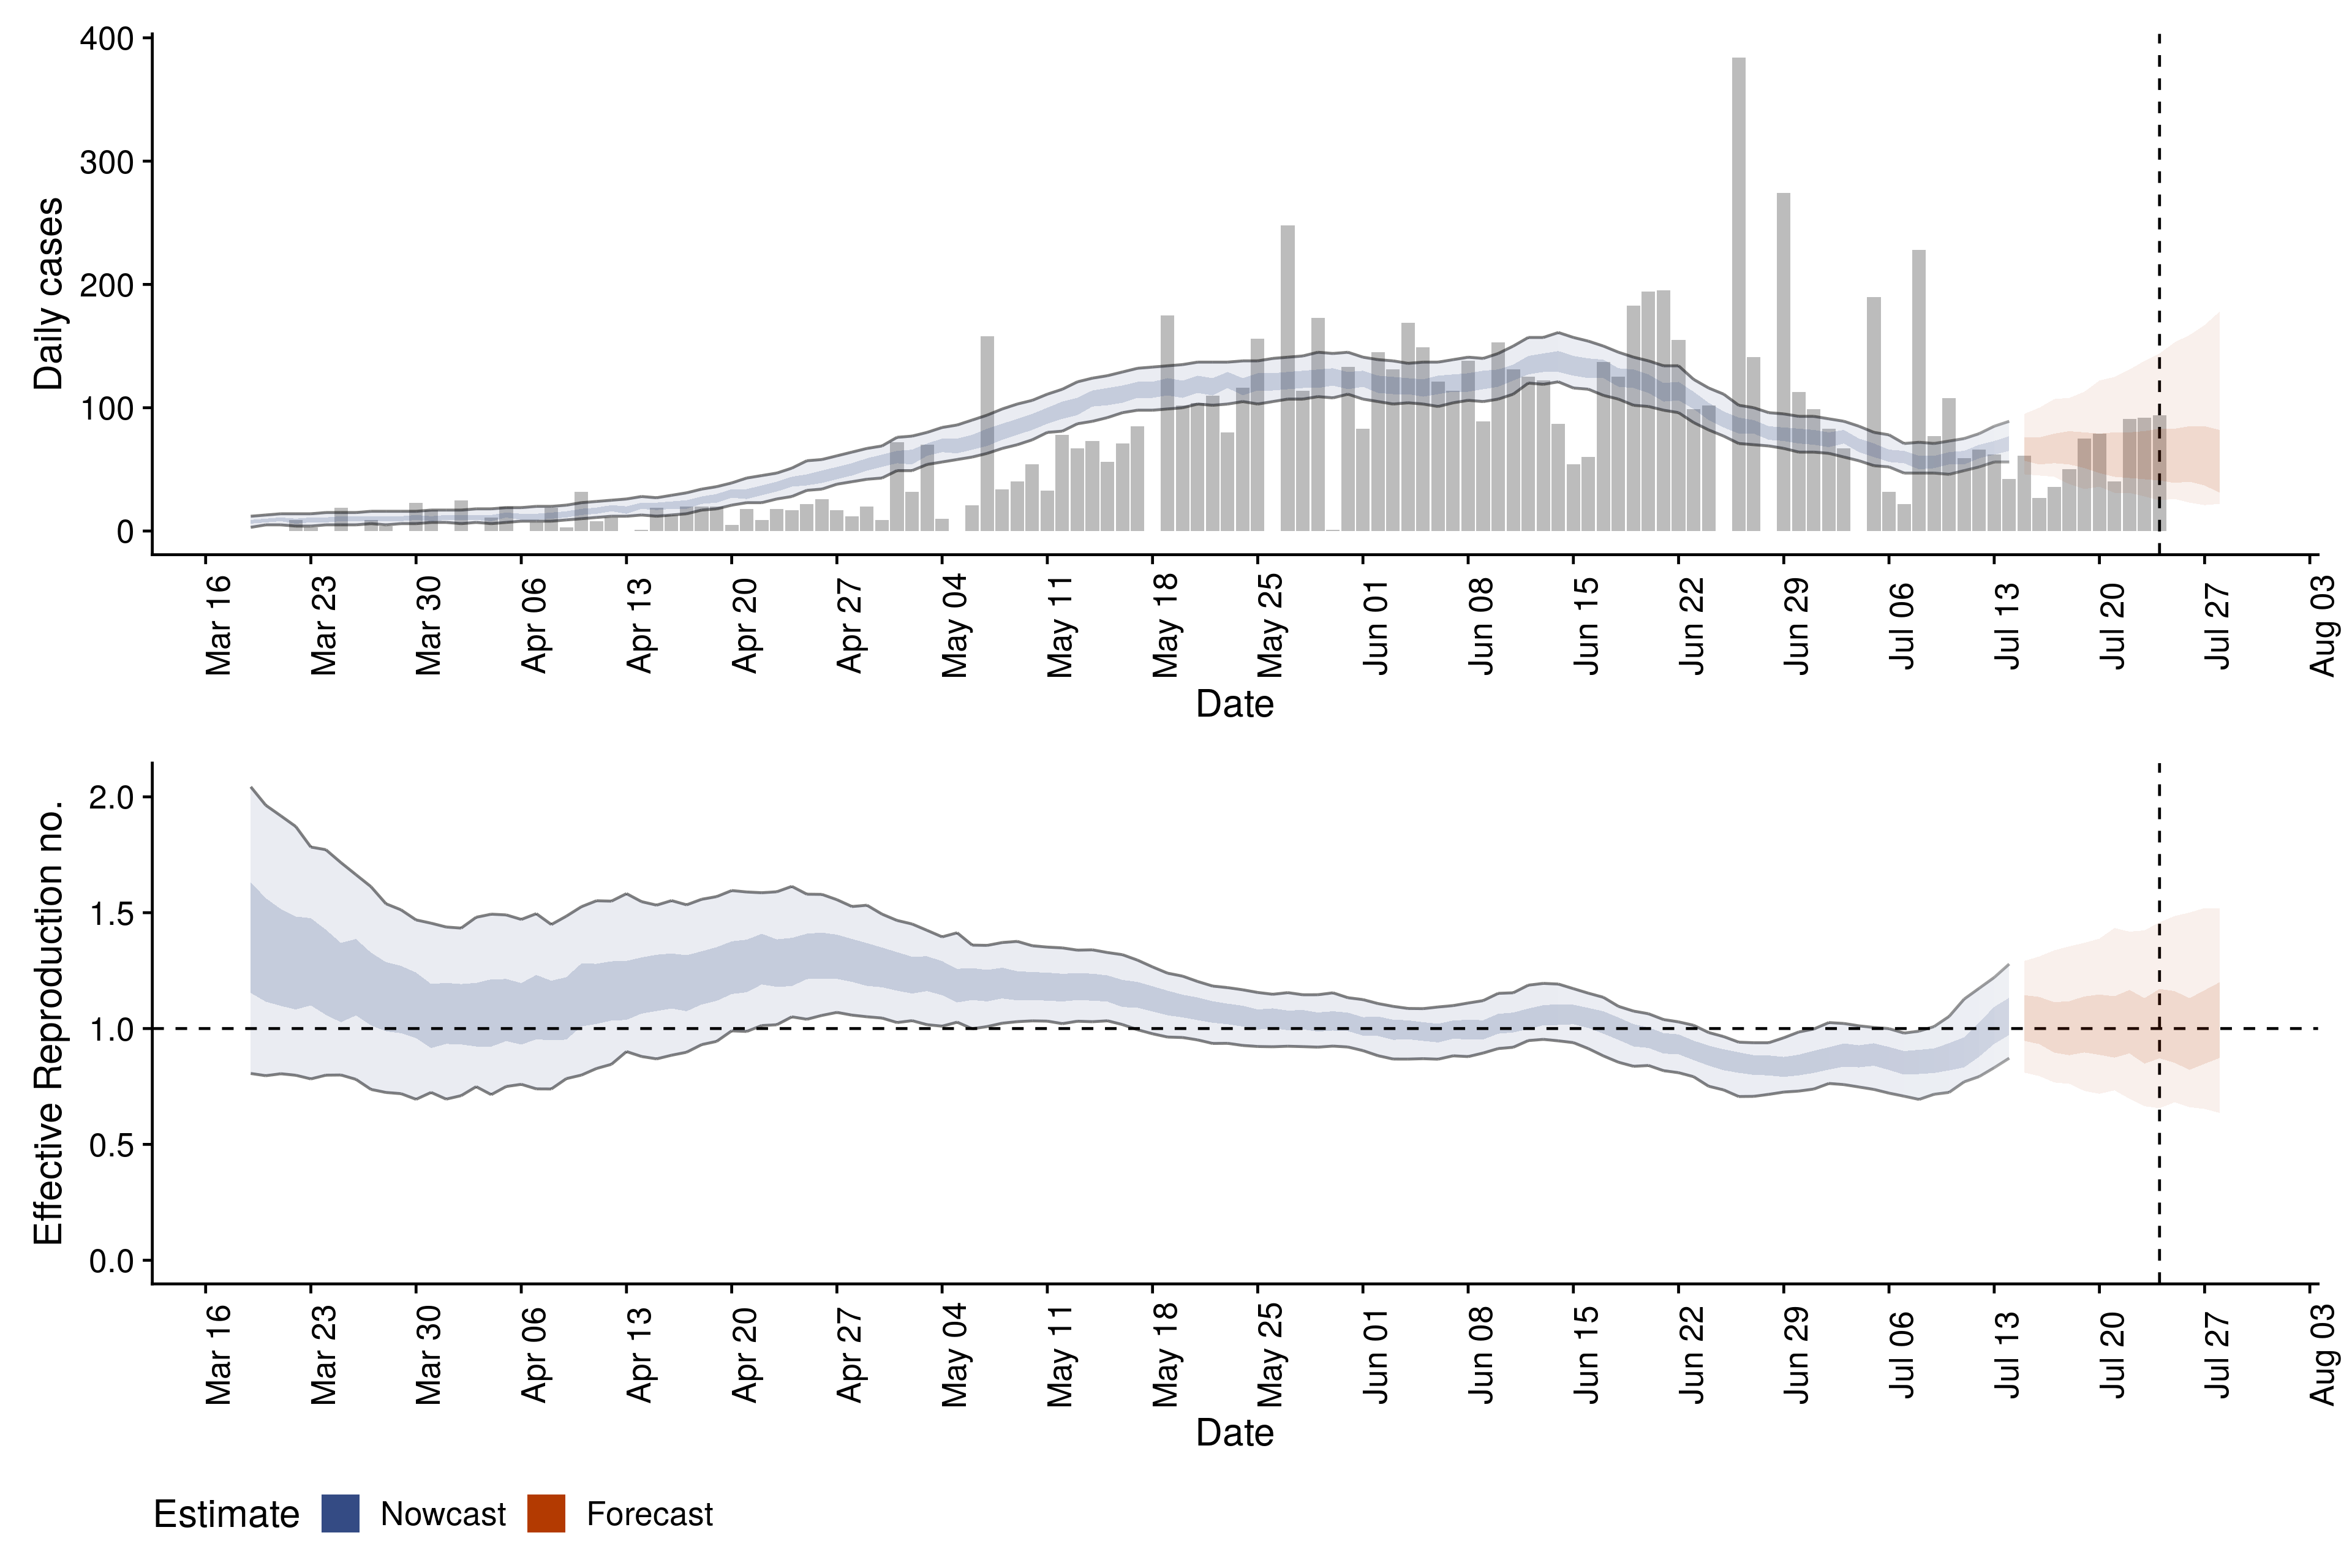 Daily cases
400
300
200
100
0
Mar 16
Mar 23
Mar 30
Apr 06
Apr 13
Apr 20
Apr 27
May 04
May 11
May 18
May 25
Jun 01
Jun 08
Jun 15
Jun 22
Jun 29
Jul 06
Jul 13
Jul 20
Jul 27
Aug 03
Date
Effective Reproduction no.
2.0
1.5
1.0
0.5
0.0
Mar 16
Mar 23
Mar 30
Apr 06
Apr 13
Apr 20
Apr 27
May 04
May 11
May 18
May 25
Jun 01
Jun 08
Jun 15
Jun 22
Jun 29
Jul 06
Jul 13
Jul 20
Jul 27
Aug 03
Date
Estimate Nowcast Forecast